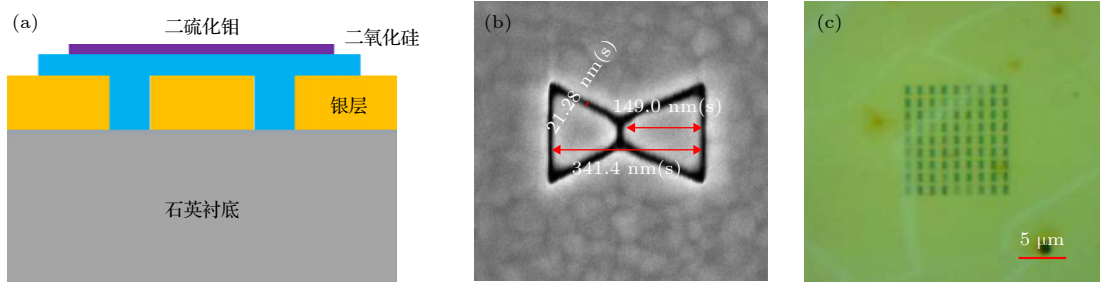 (a)
二硫化钼
二氧化硅
银层
石英衬底
(b)
21.28 nm(s)
149.0 nm(s)
341.4 nm(s)
(c)
5 μm